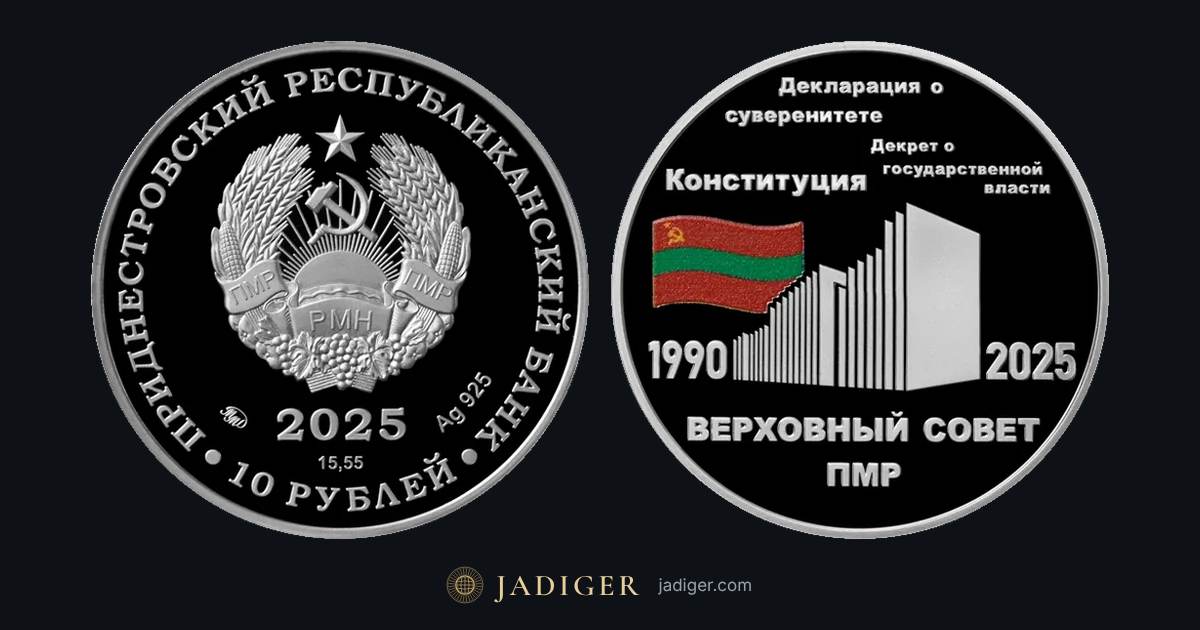 ПРИДНЕСТРОВСКИЙ РЕСПУБЛИКАНСКИЙ БАНК
ПМР
ПМР
РМН
2025
Ag 925
15,55
• 10 РУБЛЕЙ •
Декларация о
суверенитете
Декрет о
государственной
власти
Конституция
1990
2025
ВЕРХОВНЫЙ СОВЕТ
ПМР
JADIGER
jadiger.com